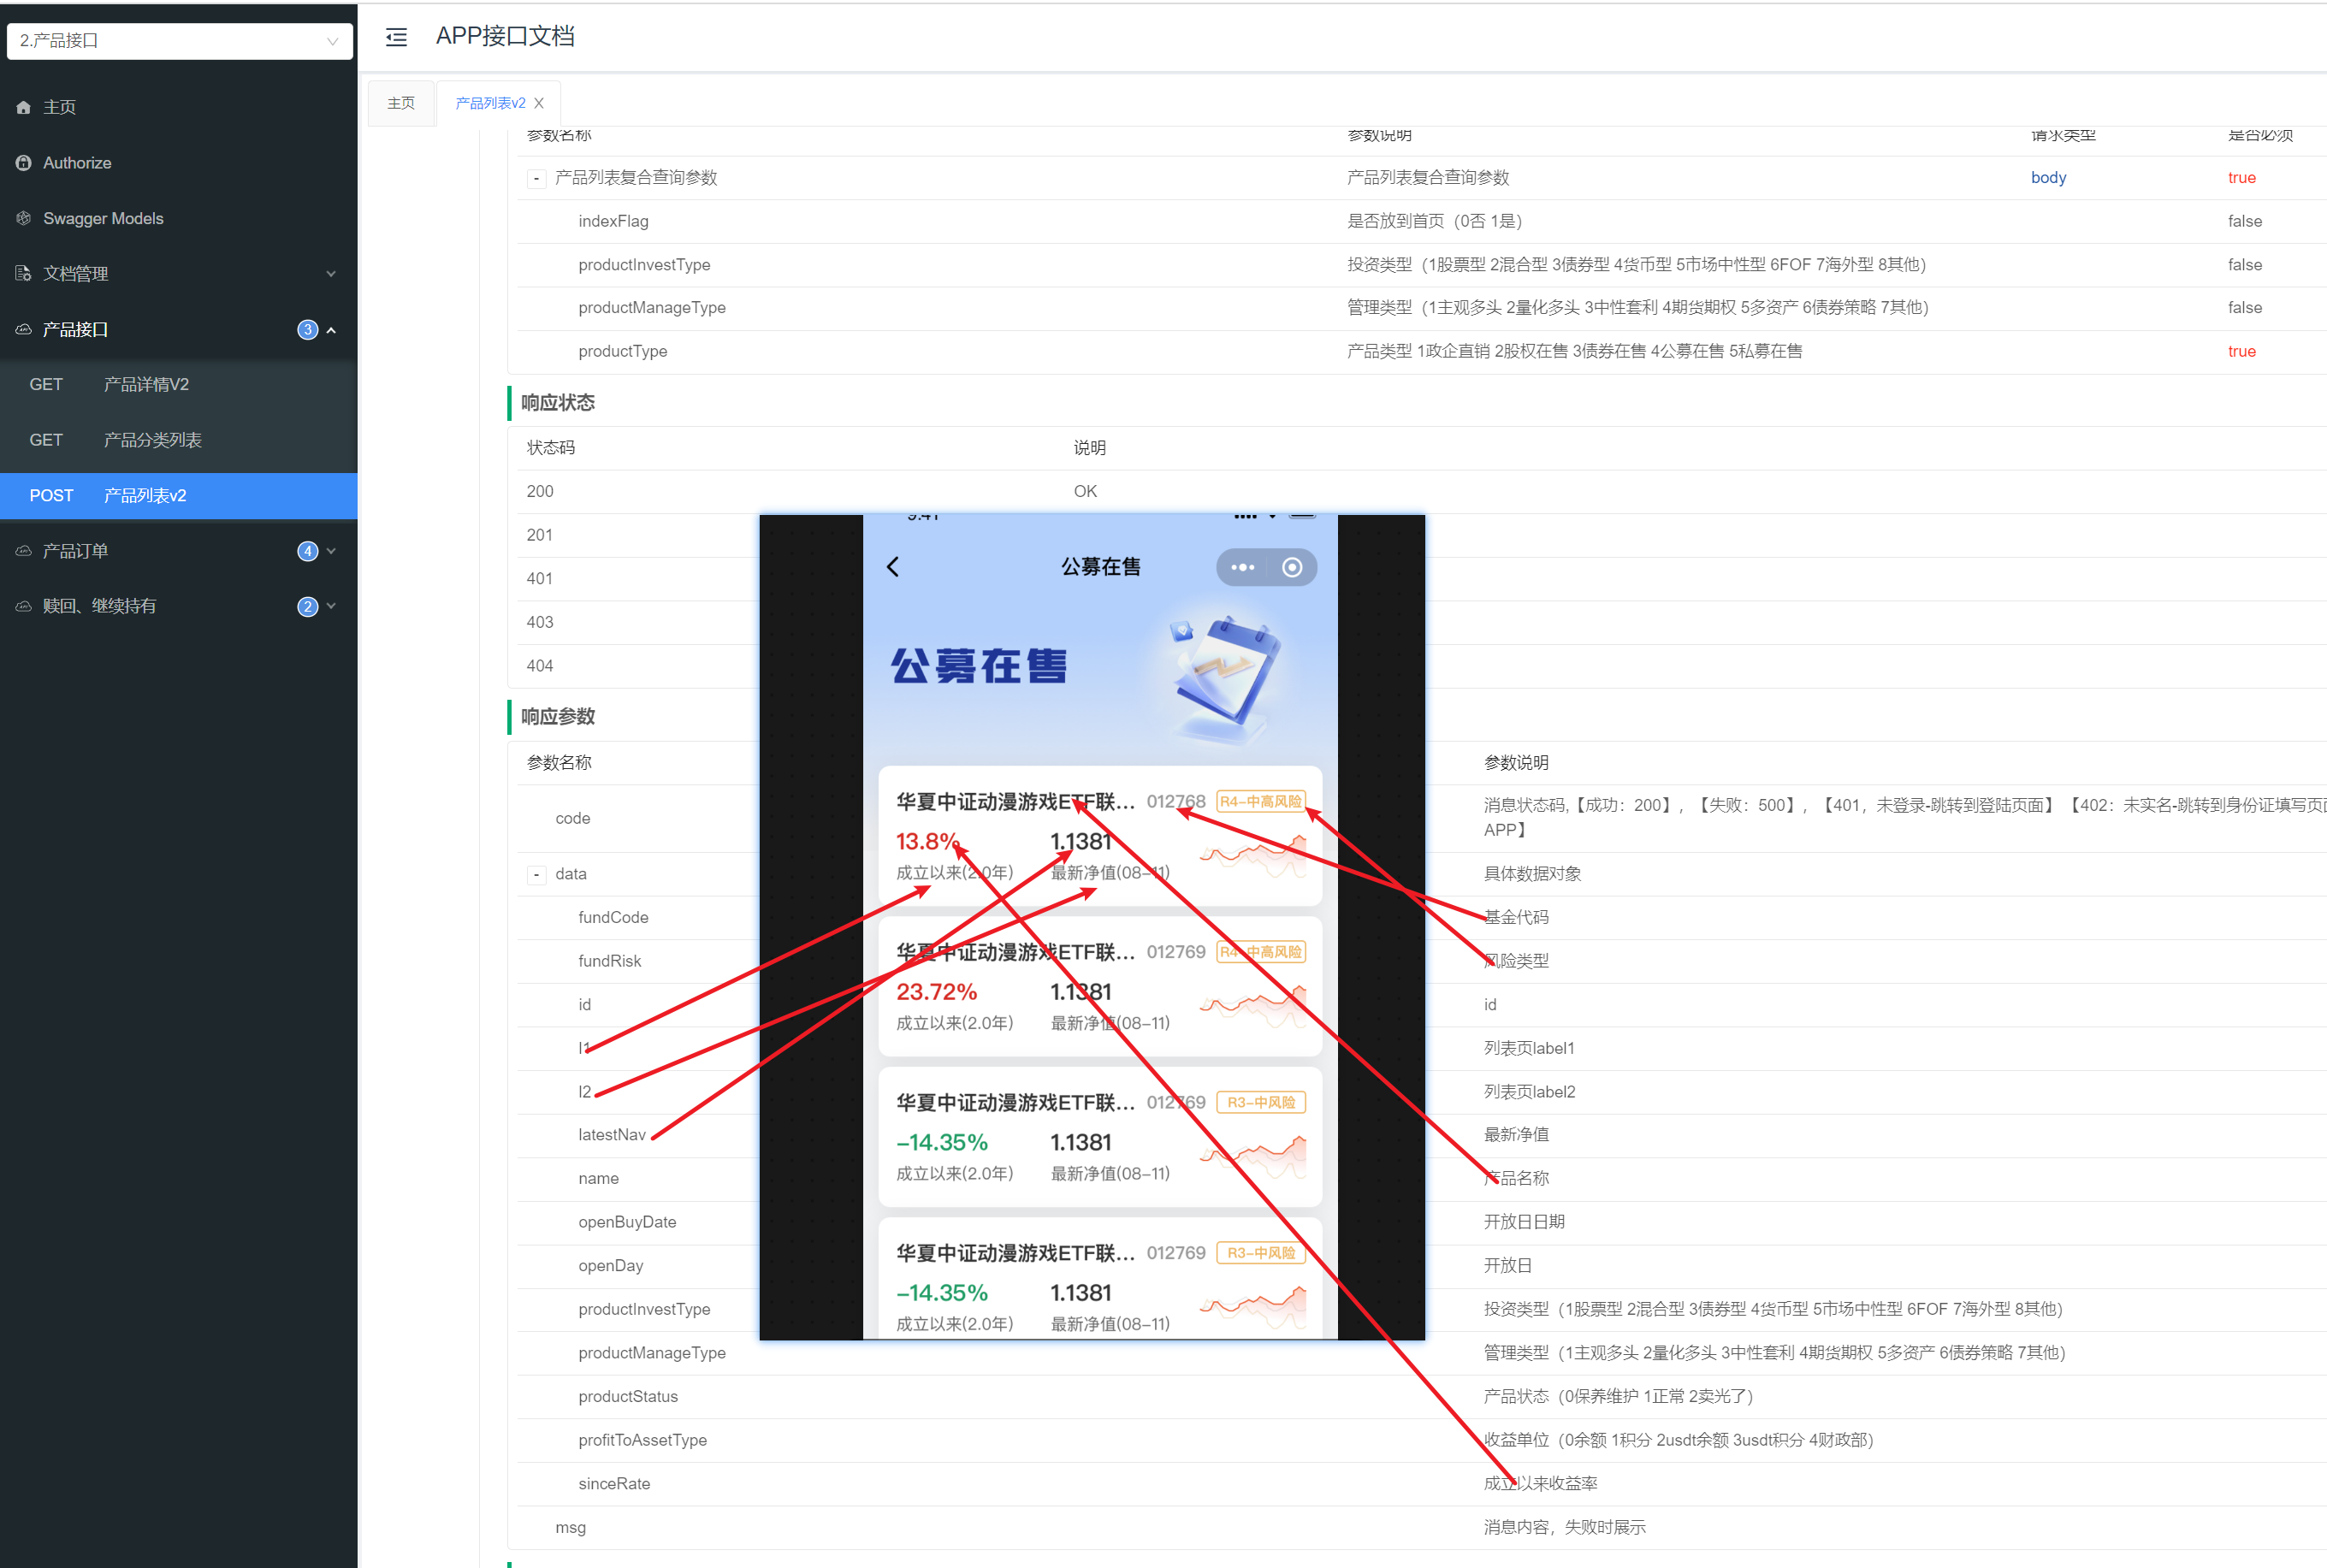 2.产品接口
APP接口文档
主页
Authorize
Swagger Models
文档管理
产品接口 3
GET 产品详情V2
GET 产品分类列表
POST 产品列表v2
产品订单 4
赎回、继续持有 2
主页 产品列表v2 X
参数名称 参数说明 请求类型 是否必须
- 产品列表复合查询参数 产品列表复合查询参数 body true
indexFlag 是否放到首页（0否 1是） false
productInvestType 投资类型（1股票型 2混合型 3债券型 4货币型 5市场中性型 6FOF 7海外型 8其他） false
productManageType 管理类型（1主观多头 2量化多头 3中性套利 4期货期权 5多资产 6债券策略 7其他） false
productType 产品类型 1政企直销 2股权在售 3债券在售 4公募在售 5私募在售 true
响应状态
状态码 说明
200 OK
201
401
403
404
响应参数
参数名称 参数说明
code 消息状态码,【成功：200】，【失败：500】，【401，未登录-跳转到登陆页面】【402：未实名-跳转到身份证填写页
APP】
- data 具体数据对象
fundCode 基金代码
fundRisk 风险类型
id id
l1 列表页label1
l2 列表页label2
latestNav 最新净值
name 产品名称
openBuyDate 开放日日期
openDay 开放日
productInvestType 投资类型（1股票型 2混合型 3债券型 4货币型 5市场中性型 6FOF 7海外型 8其他）
productManageType 管理类型（1主观多头 2量化多头 3中性套利 4期货期权 5多资产 6债券策略 7其他）
productStatus 产品状态（0保养维护 1正常 2卖光了）
profitToAssetType 收益单位（0余额 1积分 2usdt余额 3usdt积分 4财政部）
sinceRate 成立以来收益率
msg 消息内容，失败时展示
9:41
公募在售
公募在售
华夏中证动漫游戏ETF联... 012768 R4-中高风险
13.8% 1.1381
成立以来(2.0年) 最新净值(08-11)
华夏中证动漫游戏ETF联... 012769 R4-中高风险
23.72% 1.1381
成立以来(2.0年) 最新净值(08-11)
华夏中证动漫游戏ETF联... 012769 R3-中风险
-14.35% 1.1381
成立以来(2.0年) 最新净值(08-11)
华夏中证动漫游戏ETF联... 012769 R3-中风险
-14.35% 1.1381
成立以来(2.0年) 最新净值(08-11)